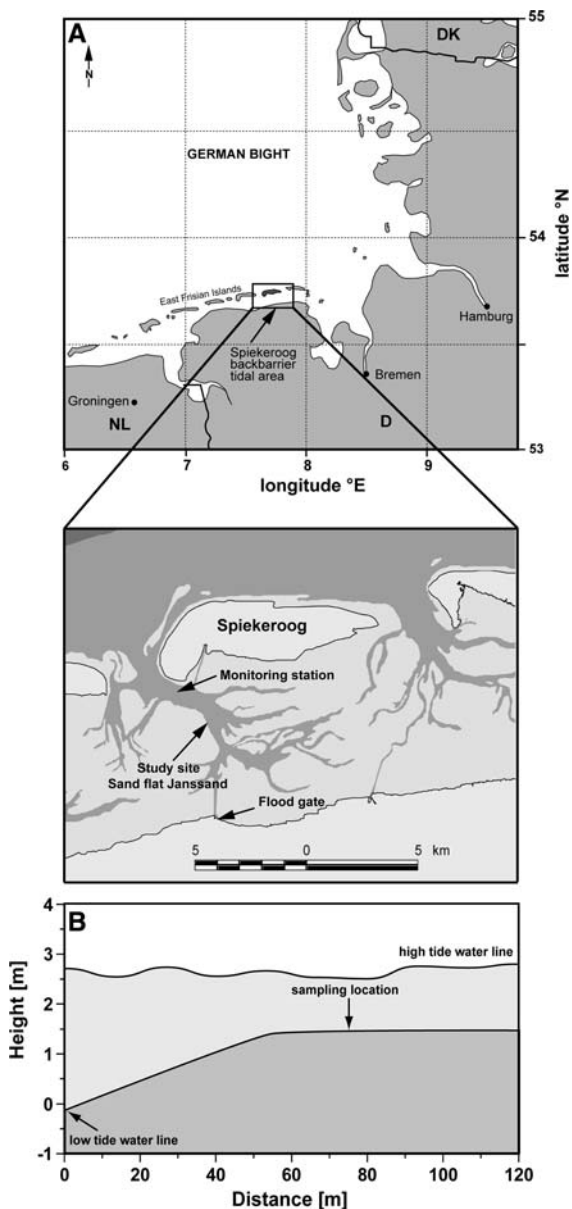 A
N
DK
GERMAN BIGHT
East Frisian Islands
Hamburg
Spiekeroog
backbarrier
tidal area
Bremen
Groningen
NL
D
55
54
53
latitude °N
6
7
8
9
longitude °E
Spiekeroog
Monitoring station
Study site
Sand flat Janssand
Flood gate
5 0 5 km
B
4
3
2
1
0
-1
Height [m]
high tide water line
sampling location
low tide water line
0 20 40 60 80 100 120
Distance [m]